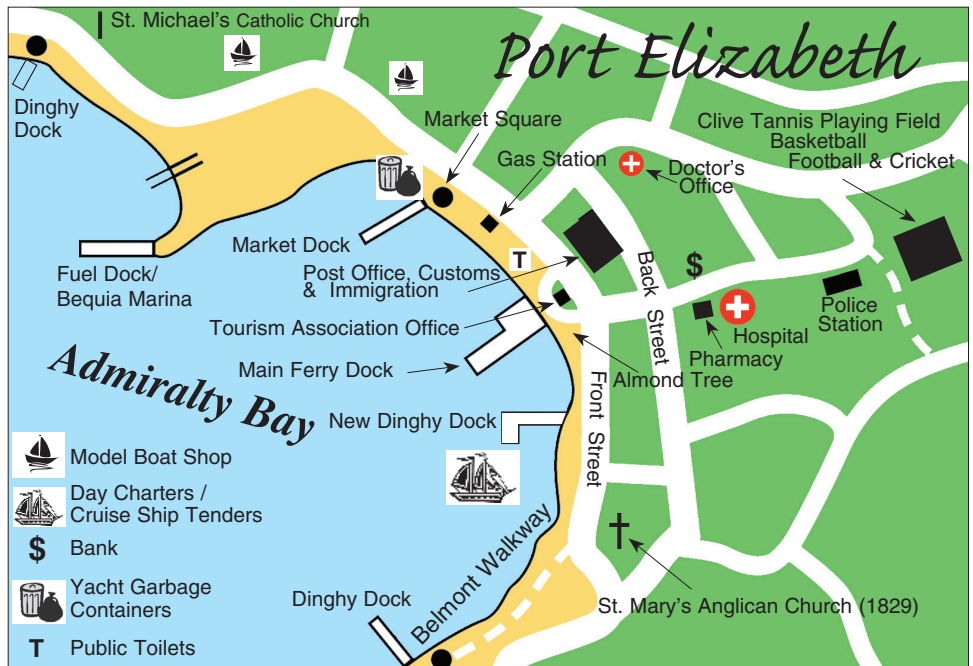 St. Michael's Catholic Church
Port Elizabeth
Dinghy
Dock
Market Square
Gas Station
Clive Tannis Playing Field
Basketball
Football & Cricket
Doctor's
Office
Market Dock
Fuel Dock/
Bequia Marina
T
Post Office, Customs
& Immigration
Back Street
$
Tourism Association Office
Police
Station
Hospital
Pharmacy
Main Ferry Dock
Almond Tree
Admiralty Bay
Front Street
New Dinghy Dock
Model Boat Shop
Day Charters /
Cruise Ship Tenders
$ Bank
Yacht Garbage
Containers
T Public Toilets
Dinghy Dock
Belmont Walkway
St. Mary's Anglican Church (1829)